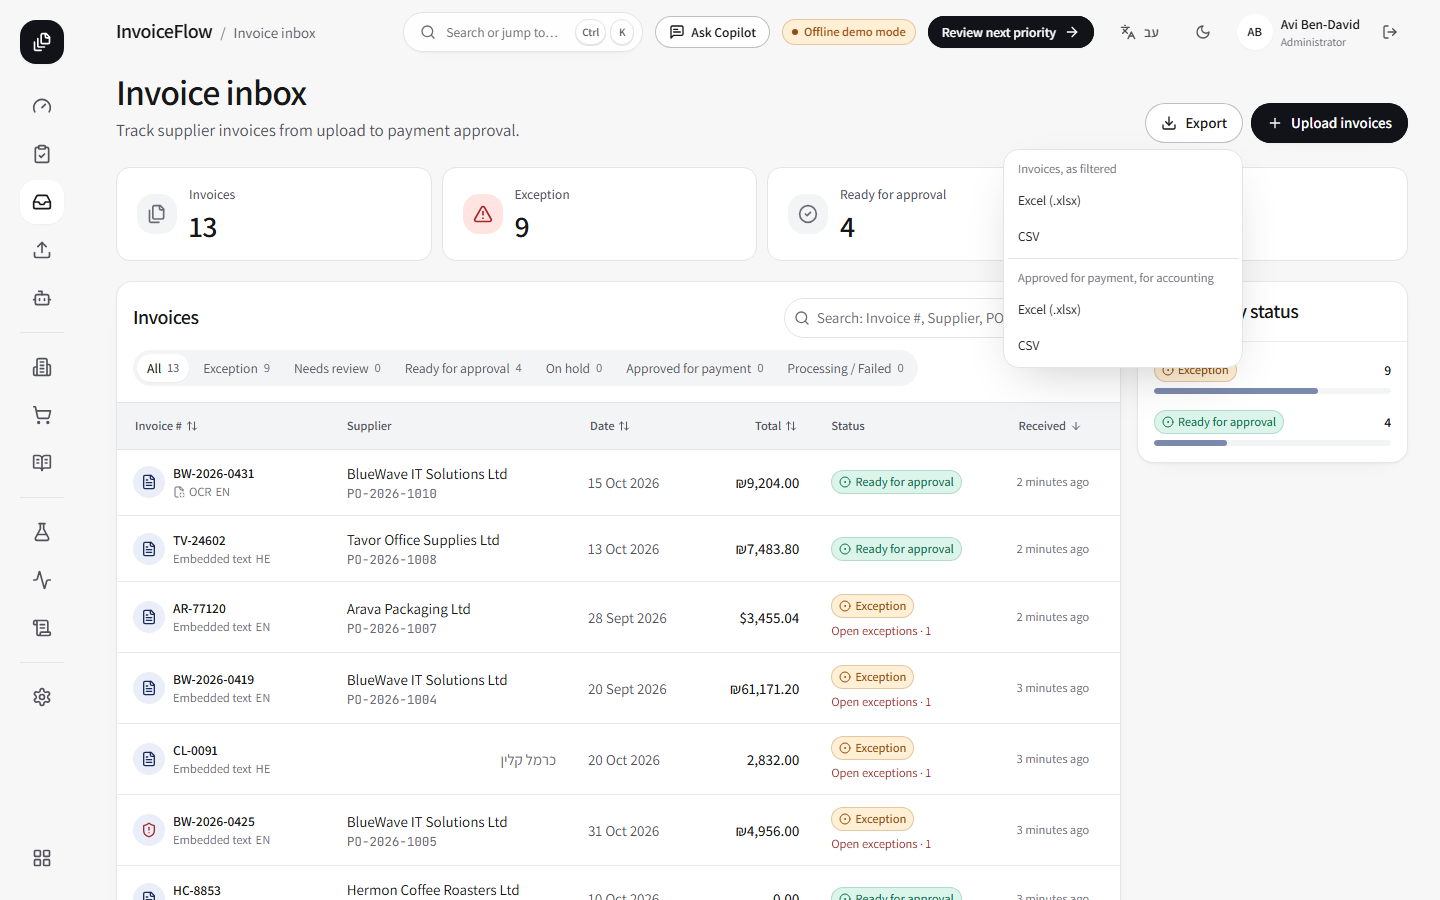 InvoiceFlow / Invoice inbox
Search or jump to… Ctrl K
Ask Copilot
Offline demo mode
Review next priority
עב
AB
Avi Ben-David
Administrator
Invoice inbox
Track supplier invoices from upload to payment approval.
Export
Upload invoices
Invoices
13
Exception
9
Ready for approval
4
Invoices, as filtered
Excel (.xlsx)
CSV
Approved for payment, for accounting
Excel (.xlsx)
CSV
Invoices
Search: Invoice #, Supplier, PO
All 13
Exception 9
Needs review 0
Ready for approval 4
On hold 0
Approved for payment 0
Processing / Failed 0
status
Exception 9
Ready for approval 4
Invoice # Supplier Date Total Status Received
BW-2026-0431 BlueWave IT Solutions Ltd 15 Oct 2026 ₪9,204.00 Ready for approval 2 minutes ago
OCR EN PO-2026-1010
TV-24602 Tavor Office Supplies Ltd 13 Oct 2026 ₪7,483.80 Ready for approval 2 minutes ago
Embedded text HE PO-2026-1008
AR-77120 Arava Packaging Ltd 28 Sept 2026 $3,455.04 Exception 2 minutes ago
Embedded text EN PO-2026-1007 Open exceptions · 1
BW-2026-0419 BlueWave IT Solutions Ltd 20 Sept 2026 ₪61,171.20 Exception 3 minutes ago
Embedded text EN PO-2026-1004 Open exceptions · 1
CL-0091 כרמל קלין 20 Oct 2026 2,832.00 Exception 3 minutes ago
Embedded text HE Open exceptions · 1
BW-2026-0425 BlueWave IT Solutions Ltd 31 Oct 2026 ₪4,956.00 Exception 3 minutes ago
Embedded text EN PO-2026-1005 Open exceptions · 1
HC-8853 Hermon Coffee Roasters Ltd 10 Oct 2026 0.00 Ready for approval 3 minutes ago